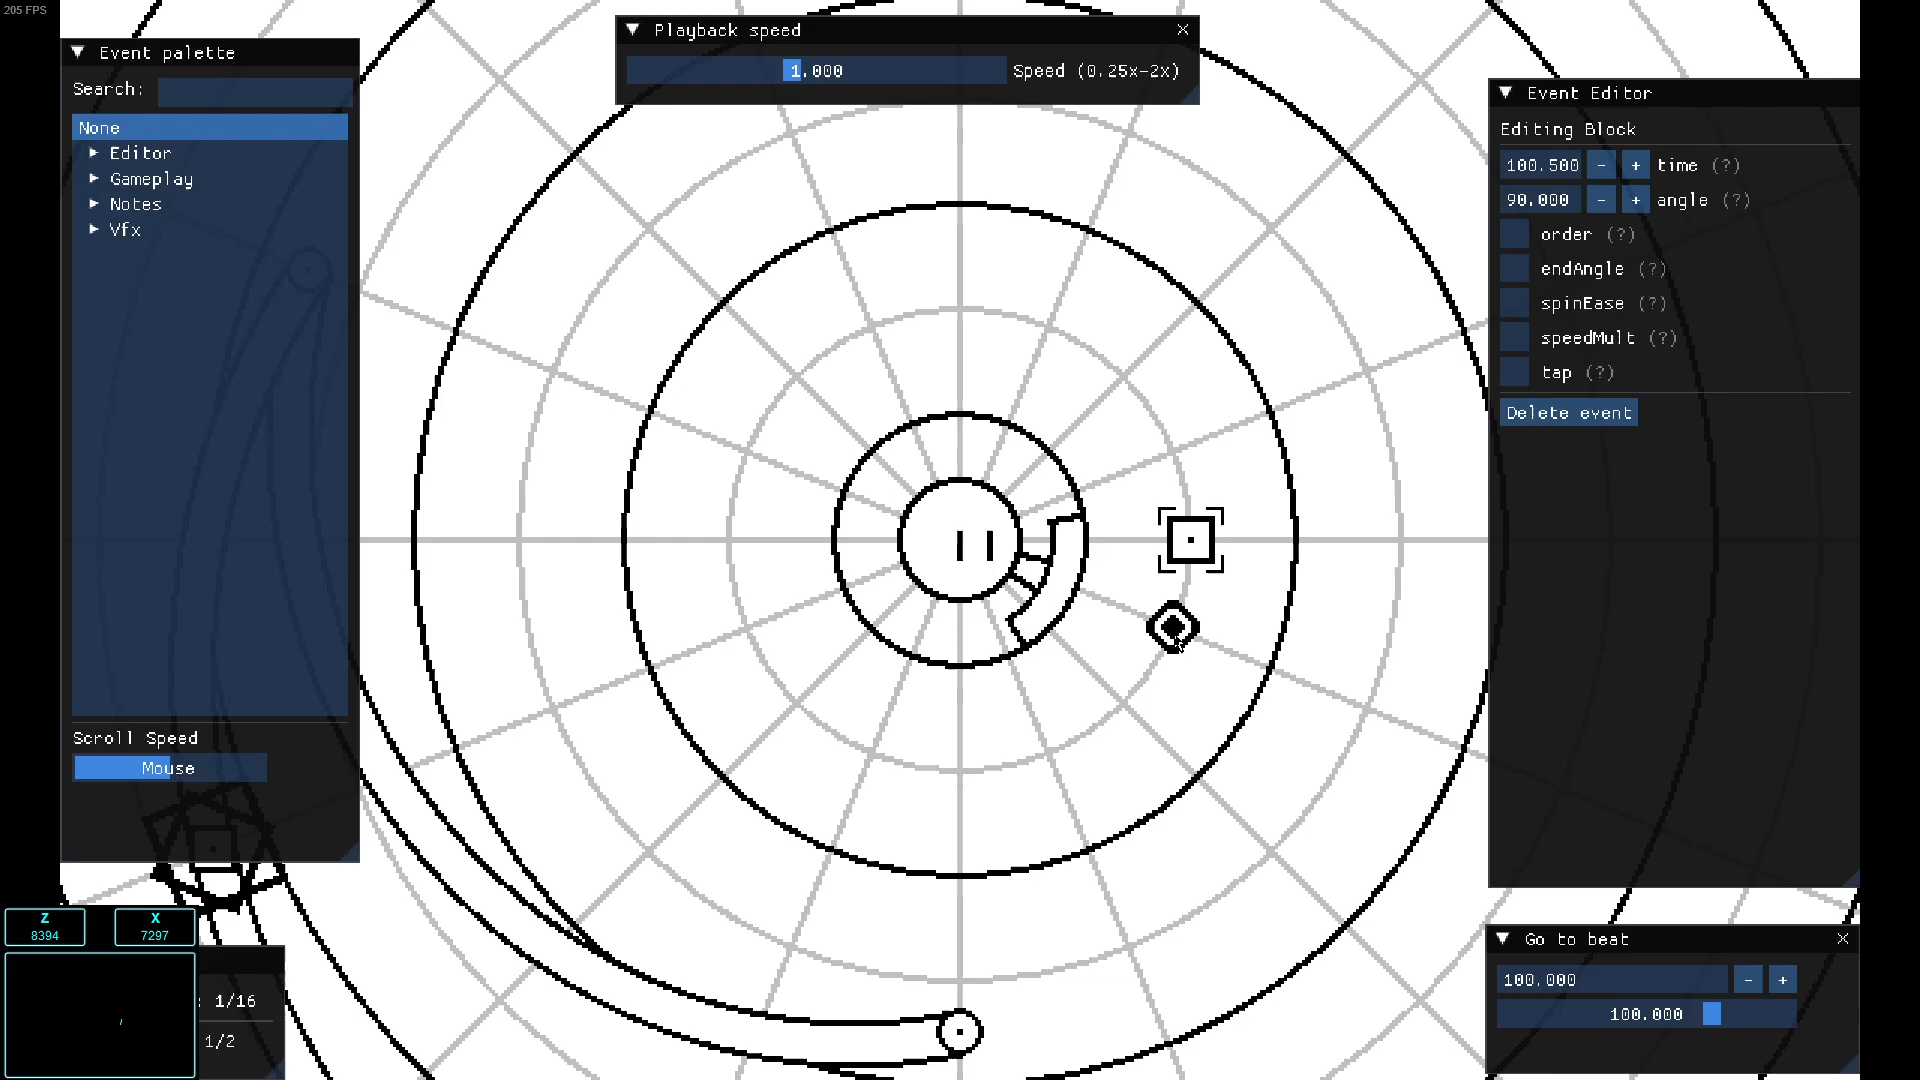 205 FPS
Event palette
Search:
None
Editor
Gameplay
Notes
Vfx
Scroll Speed
Mouse
Z
8394
X
7297
: 1/16
1/2
Playback speed
1.000 Speed (0.25x-2x)
Event Editor
Editing Block
100.500 - + time (?)
90.000 - + angle (?)
order (?)
endAngle (?)
spinEase (?)
speedMult (?)
tap (?)
Delete event
Go to beat
100.000 - +
100.000